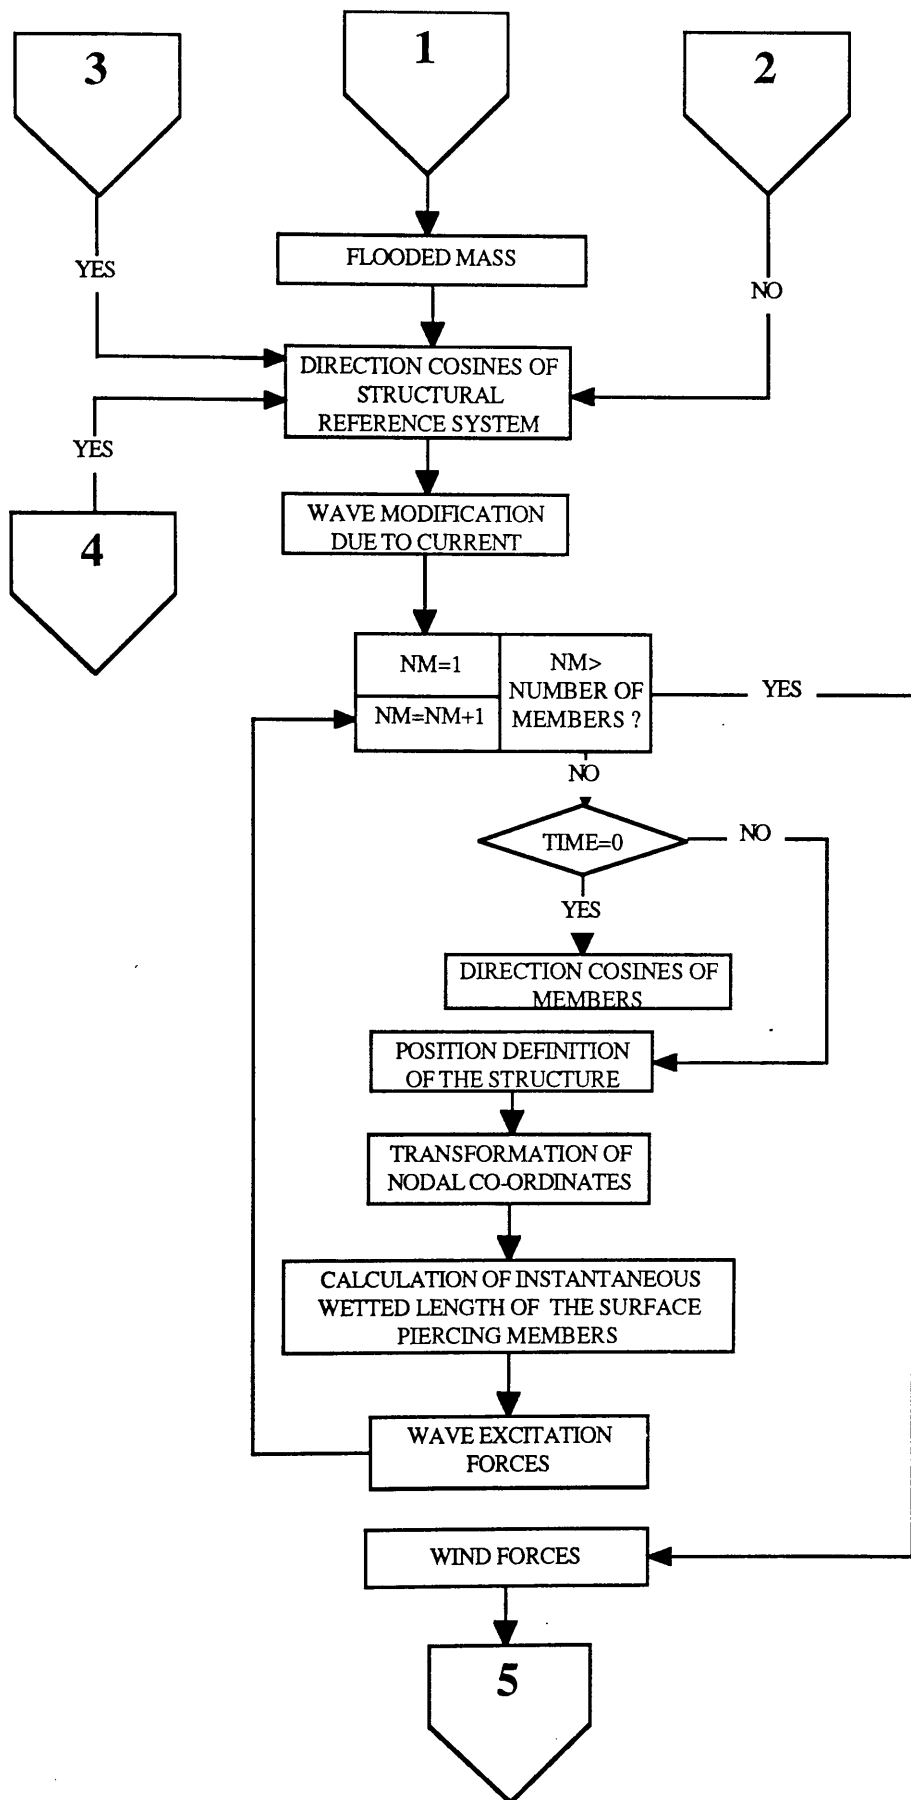 3
1
2
FLOODED MASS
YES
NO
DIRECTION COSINES OF
STRUCTURAL
REFERENCE SYSTEM
YES
4
WAVE MODIFICATION
DUE TO CURRENT
NM=1
NM=NM+1
NM>
NUMBER OF
MEMBERS ?
YES
NO
TIME=0
NO
YES
DIRECTION COSINES OF
MEMBERS
POSITION DEFINITION
OF THE STRUCTURE
TRANSFORMATION OF
NODAL CO-ORDINATES
CALCULATION OF INSTANTANEOUS
WETTED LENGTH OF THE SURFACE
PIERCING MEMBERS
WAVE EXCITATION
FORCES
WIND FORCES
5